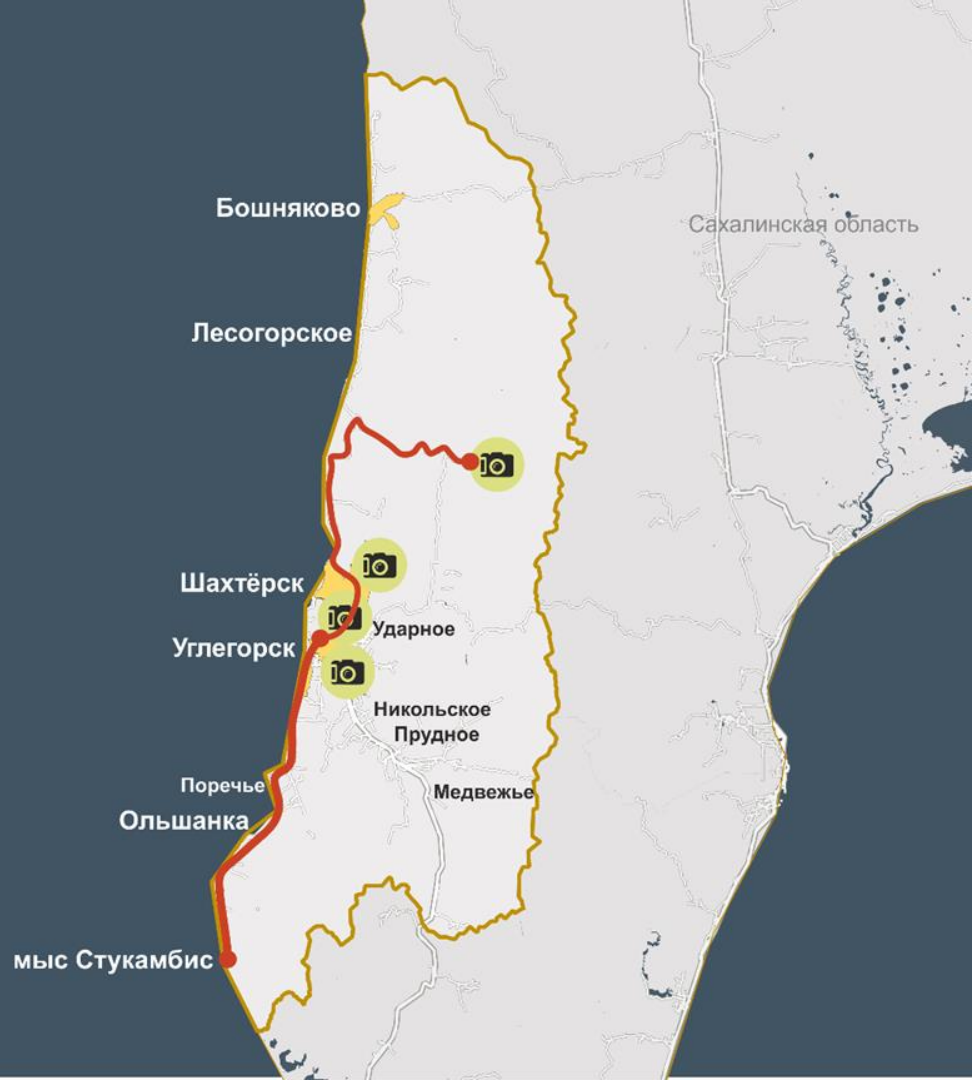 Бошняково
Сахалинская область
Лесогорское
Шахтёрск
Ударное
Углегорск
Никольское
Прудное
Поречье
Медвежье
Ольшанка
мыс Стукамбис